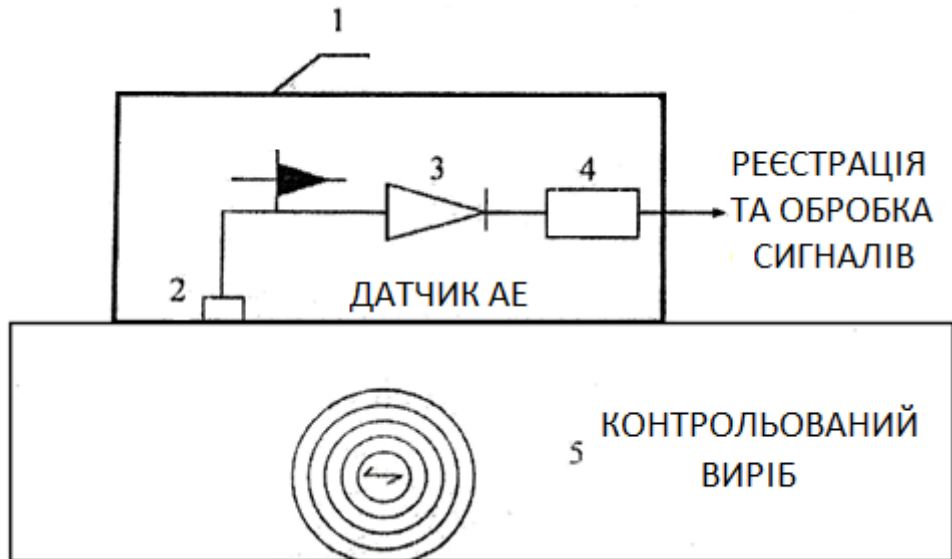 1
3
4
РЕЄСТРАЦІЯ
ТА ОБРОБКА
СИГНАЛІВ
2
ДАТЧИК АЕ
5
КОНТРОЛЬОВАНИЙ
ВИРІБ